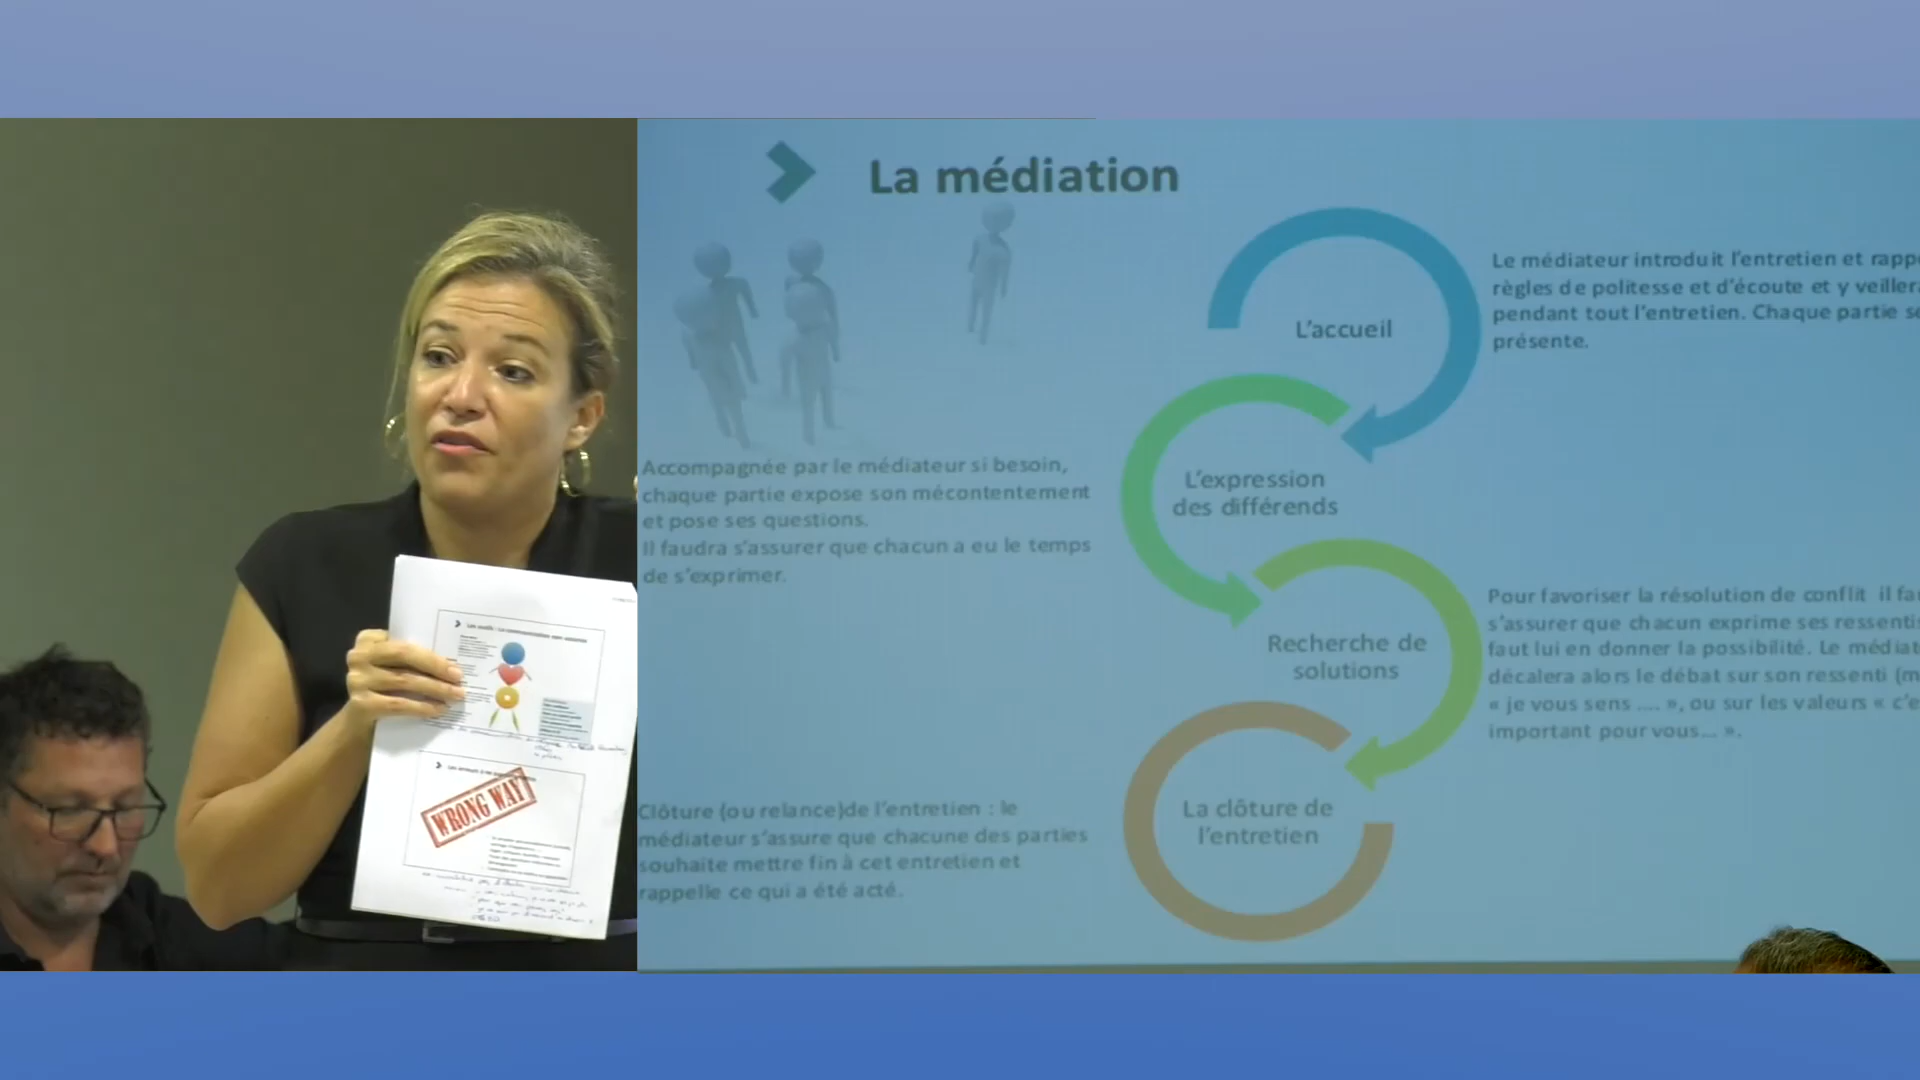 La médiation
Le médiateur introduit l'entretien et rapp
règles de politesse et d'écoute et y veiller
pendant tout l'entretien. Chaque partie s
présente.
L'accueil
Accompagnée par le médiateur si besoin,
chaque partie expose son mécontentement
et pose ses questions.
Il faudra s'assurer que chacun a eu le temps
de s'exprimer.
L'expression
des différends
Recherche de
solutions
Pour favoriser la résolution de conflit il fa
s'assurer que chacun exprime ses ressentis
faut lui en donner la possibilité. Le médiat
décalera alors le débat sur son ressenti (m
« je vous sens .... », ou sur les valeurs « c'e
important pour vous... ».
Clôture (ou relance)de l'entretien : le
médiateur s'assure que chacune des parties
souhaite mettre fin à cet entretien et
rappelle ce qui a été acté.
La clôture de
l'entretien
WRONG WAY